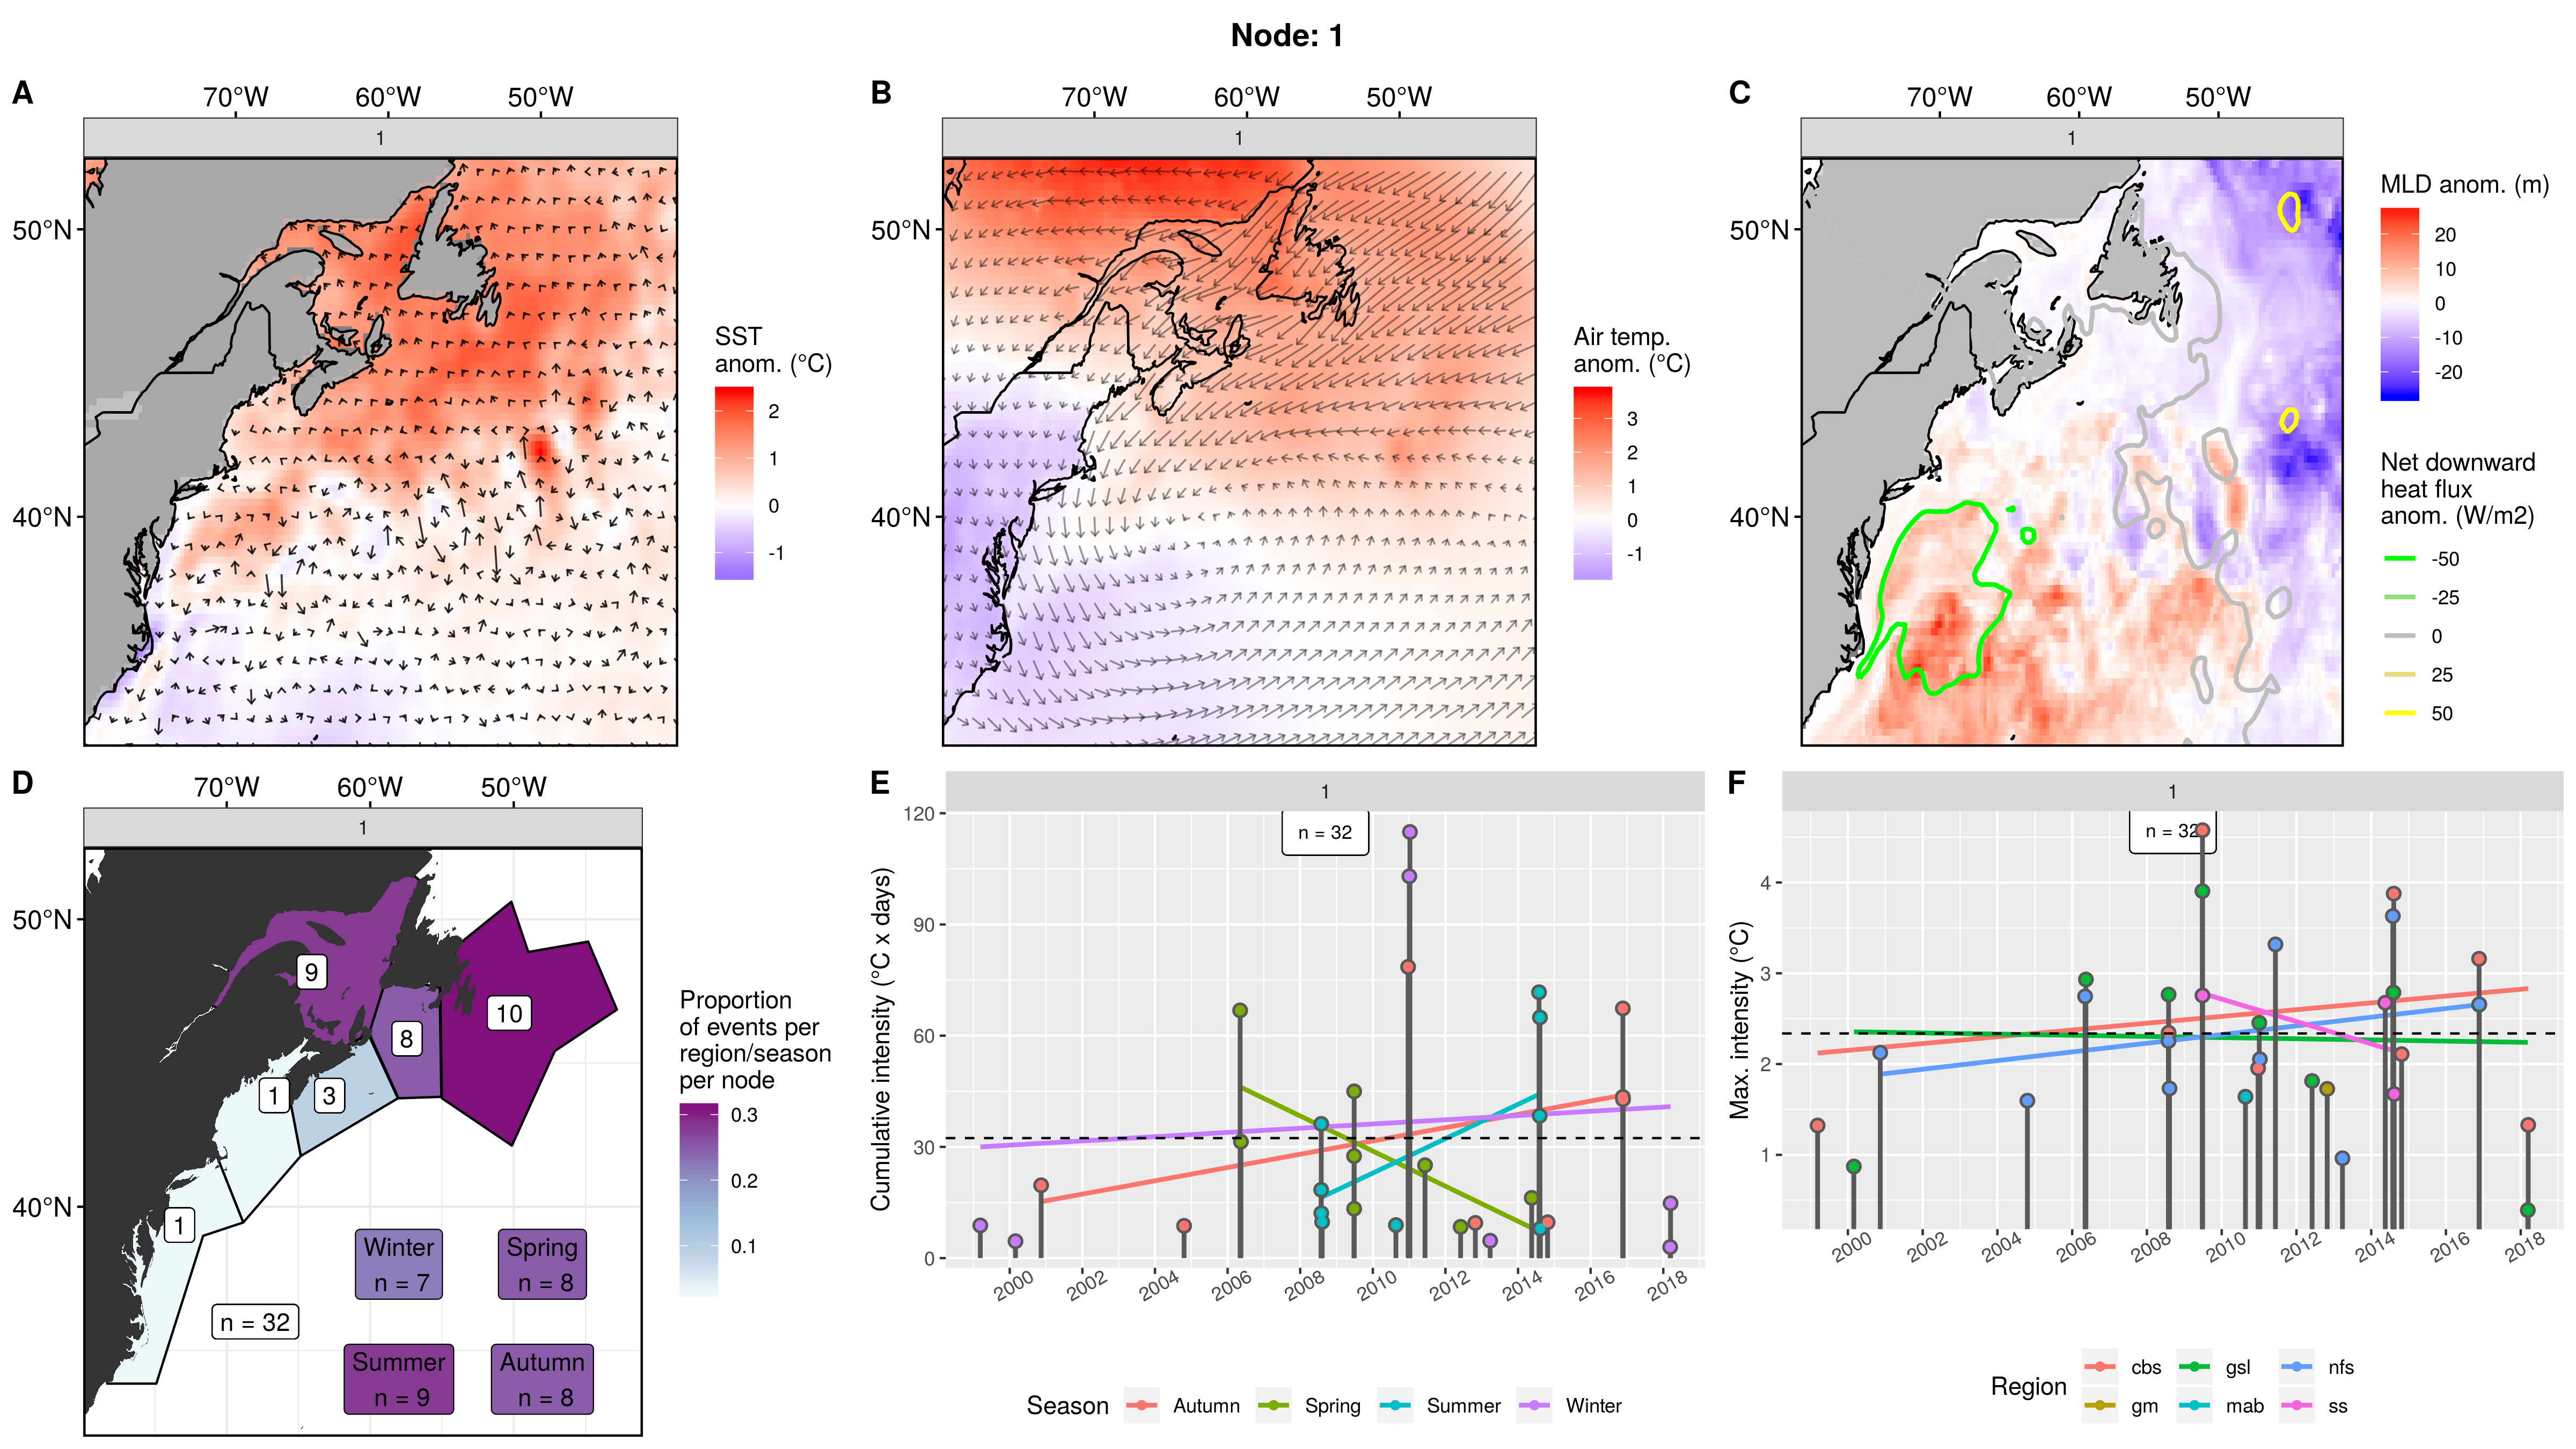 Node: 1
A
70°W 60°W 50°W
1
50°N
40°N
SST
anom. (°C)
2
1
0
-1
B
70°W 60°W 50°W
1
50°N
40°N
Air temp.
anom. (°C)
3
2
1
0
-1
C
70°W 60°W 50°W
1
50°N
40°N
MLD anom. (m)
20
10
0
-10
-20
Net downward
heat flux
anom. (W/m2)
-50
-25
0
25
50
D
70°W 60°W 50°W
1
50°N
40°N
9
10
8
1
3
1
n = 32
Winter
n = 7
Spring
n = 8
Summer
n = 9
Autumn
n = 8
Proportion
of events per
region/season
per node
0.3
0.2
0.1
E
1
n = 32
Cumulative intensity (°C x days)
120
90
60
30
0
2000 2002 2004 2006 2008 2010 2012 2014 2016 2018
Season Autumn Spring Summer Winter
F
1
n = 32
Max. intensity (°C)
4
3
2
1
2000 2002 2004 2006 2008 2010 2012 2014 2016 2018
Region
cbs gsl nfs
gm mab ss